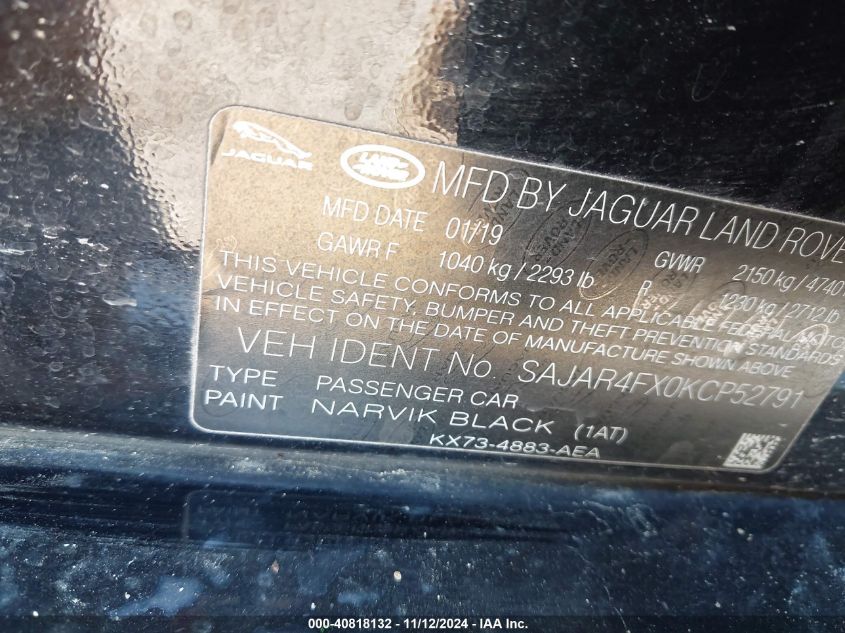 JAGUAR LAND ROVER MFD BY JAGUAR LAND ROVE
MFD DATE 01/19 GVWR 2150 kg / 4740
GAWR F 1040 kg / 2293 lb R 1230 kg / 2712 lb
THIS VEHICLE CONFORMS TO ALL APPLICABLE FEDERAL MOTOR
VEHICLE SAFETY, BUMPER AND THEFT PREVENTION STANDARDS
IN EFFECT ON THE DATE OF MANUFACTURE SHOWN ABOVE
VEH IDENT No. SAJAR4FX0KCP52791
TYPE PASSENGER CAR
PAINT NARVIK BLACK (1AT)
KX73-4883-AEA
000-40818132 - 11/12/2024 - IAA Inc.